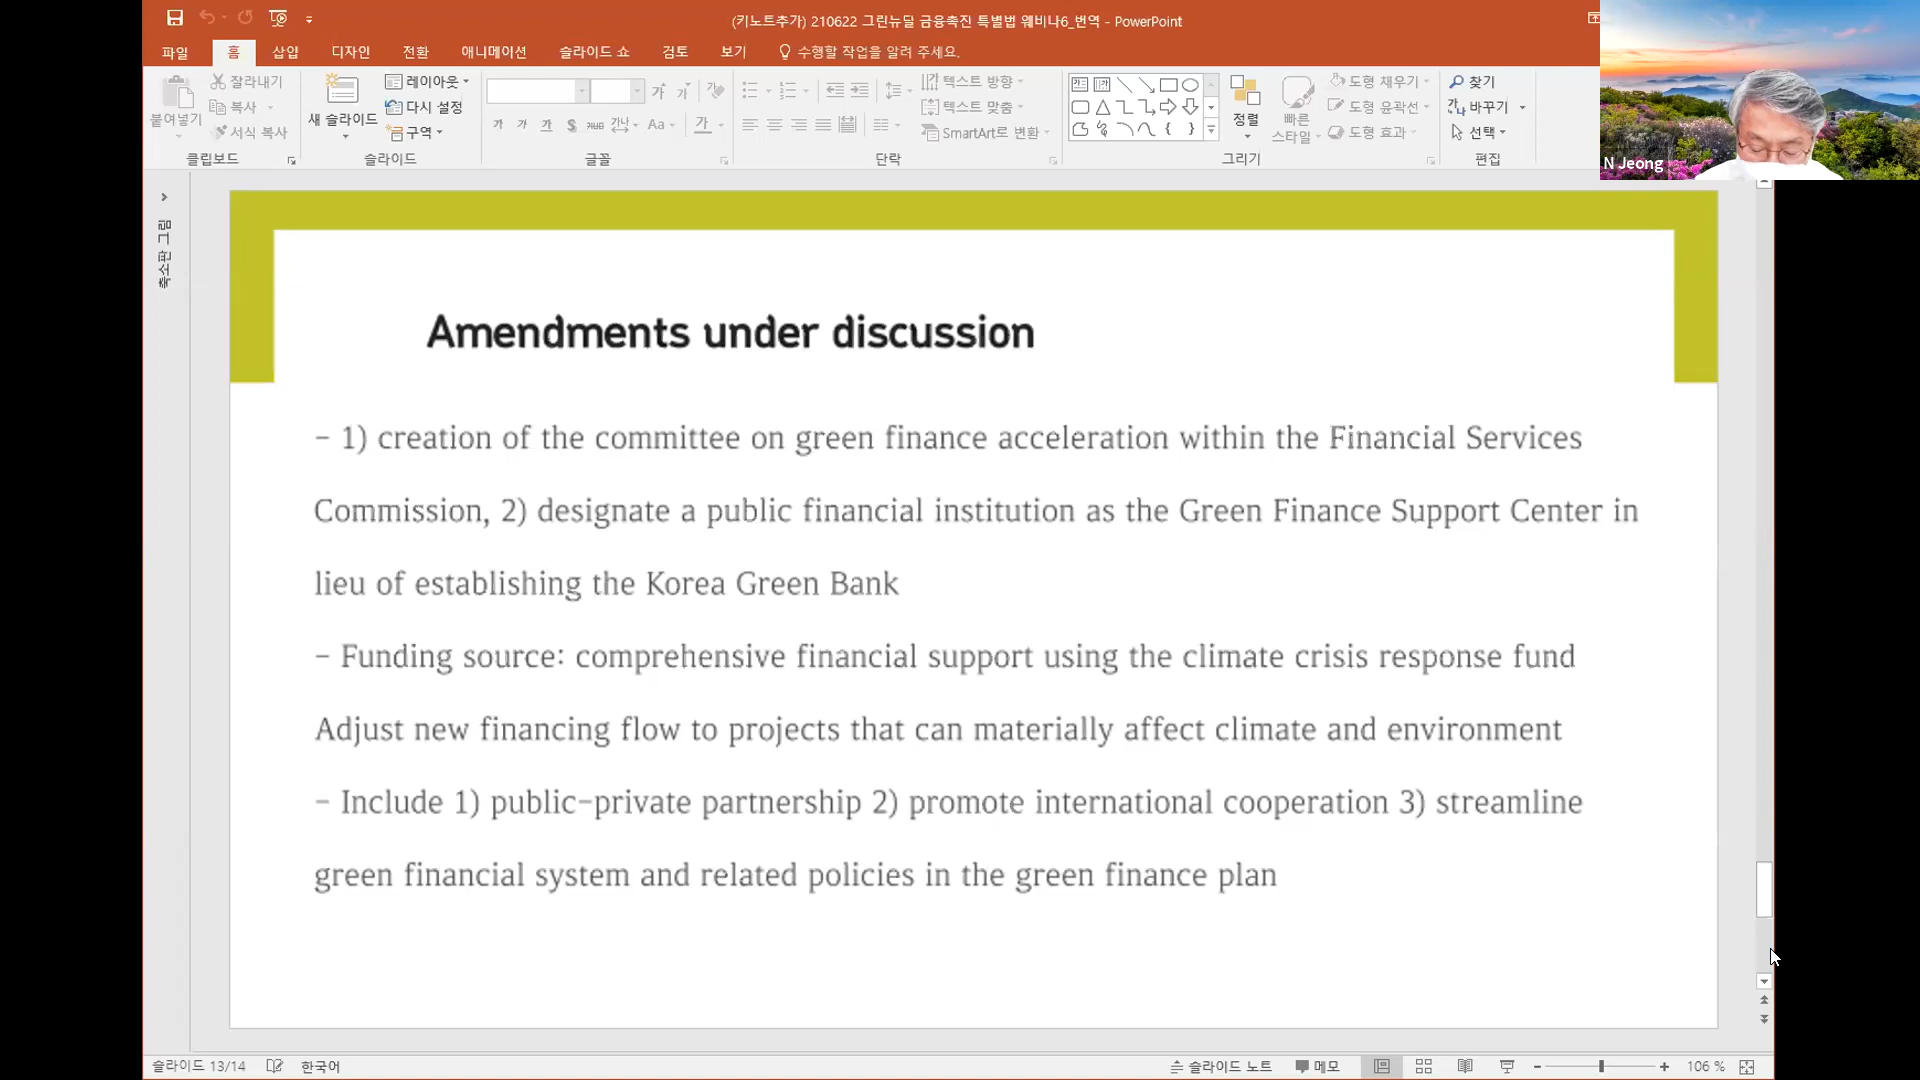 (키노트추가) 210622 그린뉴딜 금융촉진 특별법 웨비나6_번역 - PowerPoint
파일 홈 삽입 디자인 전환 애니메이션 슬라이드 쇼 검토 보기 수행할 작업을 알려 주세요.
붙여넣기
잘라내기
복사
서식 복사
클립보드
새 슬라이드
레이아웃
다시 설정
구역
슬라이드
글꼴
텍스트 방향
텍스트 맞춤
SmartArt로 변환
단락
정렬
빠른
스타일
도형 채우기
도형 윤곽선
도형 효과
그리기
찾기
바꾸기
선택
편집
N Jeong
축소판 그림
Amendments under discussion
- 1) creation of the committee on green finance acceleration within the Financial Services
Commission, 2) designate a public financial institution as the Green Finance Support Center in
lieu of establishing the Korea Green Bank
- Funding source: comprehensive financial support using the climate crisis response fund
Adjust new financing flow to projects that can materially affect climate and environment
- Include 1) public-private partnership 2) promote international cooperation 3) streamline
green financial system and related policies in the green finance plan
슬라이드 13/14 한국어 슬라이드 노트 메모 106 %